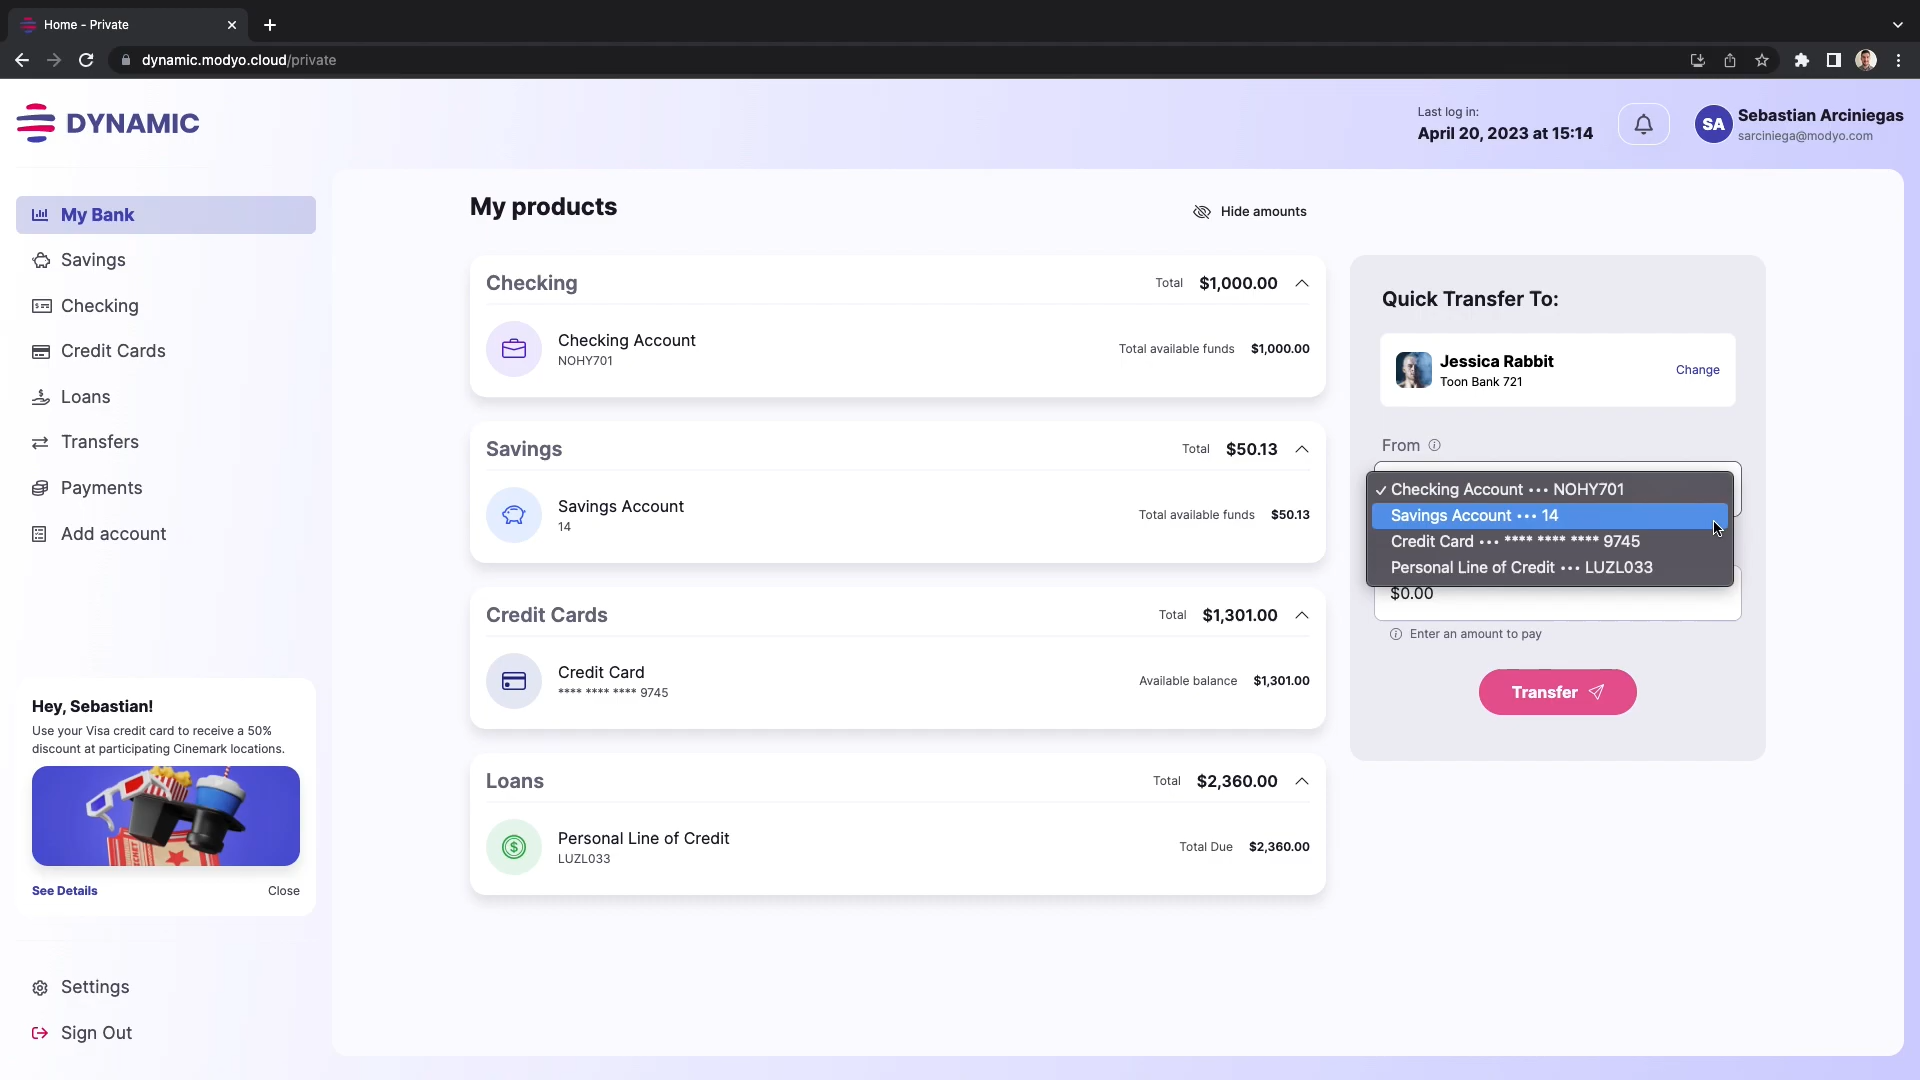 Home - Private
dynamic.modyo.cloud/private
DYNAMIC
Last log in:
April 20, 2023 at 15:14
SA
Sebastian Arciniegas
sarciniega@modyo.com
My Bank
Savings
Checking
Credit Cards
Loans
Transfers
Payments
Add account
Hey, Sebastian!
Use your Visa credit card to receive a 50%
discount at participating Cinemark locations.
See Details
Close
Settings
Sign Out
My products
Hide amounts
Checking
Total $1,000.00
Checking Account
NOHY701
Total available funds $1,000.00
Savings
Total $50.13
Savings Account
14
Total available funds $50.13
Credit Cards
Total $1,301.00
Credit Card
**** **** **** 9745
Available balance $1,301.00
Loans
Total $2,360.00
Personal Line of Credit
LUZL033
Total Due $2,360.00
Quick Transfer To:
Jessica Rabbit
Toon Bank 721
Change
From
✓ Checking Account ••• NOHY701
Savings Account ••• 14
Credit Card ••• **** **** **** 9745
Personal Line of Credit ••• LUZL033
$0.00
Enter an amount to pay
Transfer